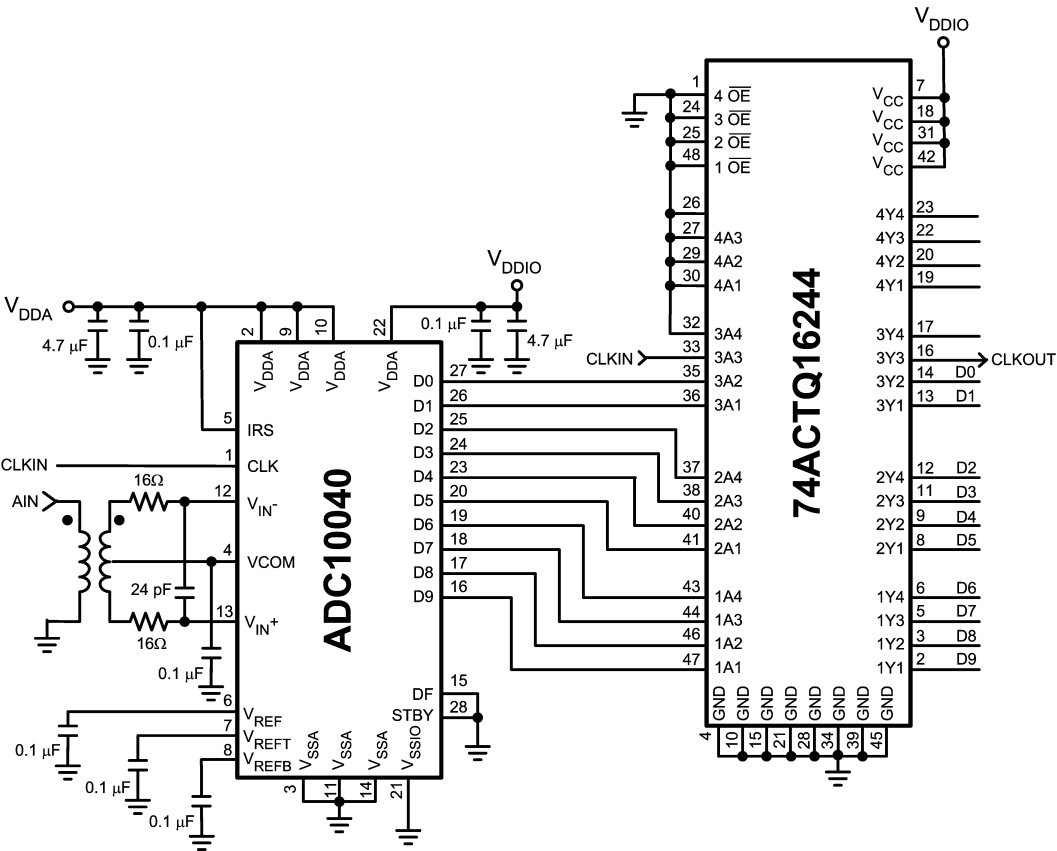 VDDIO
1
4 OE
24
3 OE
25
2 OE
48
1 OE
26
27
4A3
29
4A2
30
4A1
32
3A4
CLKIN
33
3A3
35
3A2
36
3A1
37
2A4
38
2A3
40
2A2
41
2A1
43
1A4
44
1A3
46
1A2
47
1A1
74ACTQ16244
VCC
7
VCC
18
VCC
31
VCC
42
4Y4
23
4Y3
22
4Y2
20
4Y1
19
3Y4
17
3Y3
16
CLKOUT
3Y2
14
D0
3Y1
13
D1
2Y4
12
D2
2Y3
11
D3
2Y2
9
D4
2Y1
8
D5
1Y4
6
D6
1Y3
5
D7
1Y2
3
D8
1Y1
2
D9
GND
GND
GND
GND
GND
GND
GND
GND
4
10
15
21
28
34
39
45
VDDIO
VDDA
4.7 µF
0.1 µF
0.1 µF
4.7 µF
2
9
10
22
VDDA
VDDA
VDDA
VDDA
5
IRS
CLKIN
1
CLK
AIN
16Ω
12
VIN-
4
VCOM
24 pF
13
VIN+
16Ω
0.1 µF
6
VREF
0.1 µF
7
VREFT
0.1 µF
8
VREFB
0.1 µF
ADC10040
D0
27
D1
26
D2
25
D3
24
D4
23
D5
20
D6
19
D7
18
D8
17
D9
16
DF
15
STBY
28
VSSA
VSSA
VSSA
VSSIO
3
11
14
21